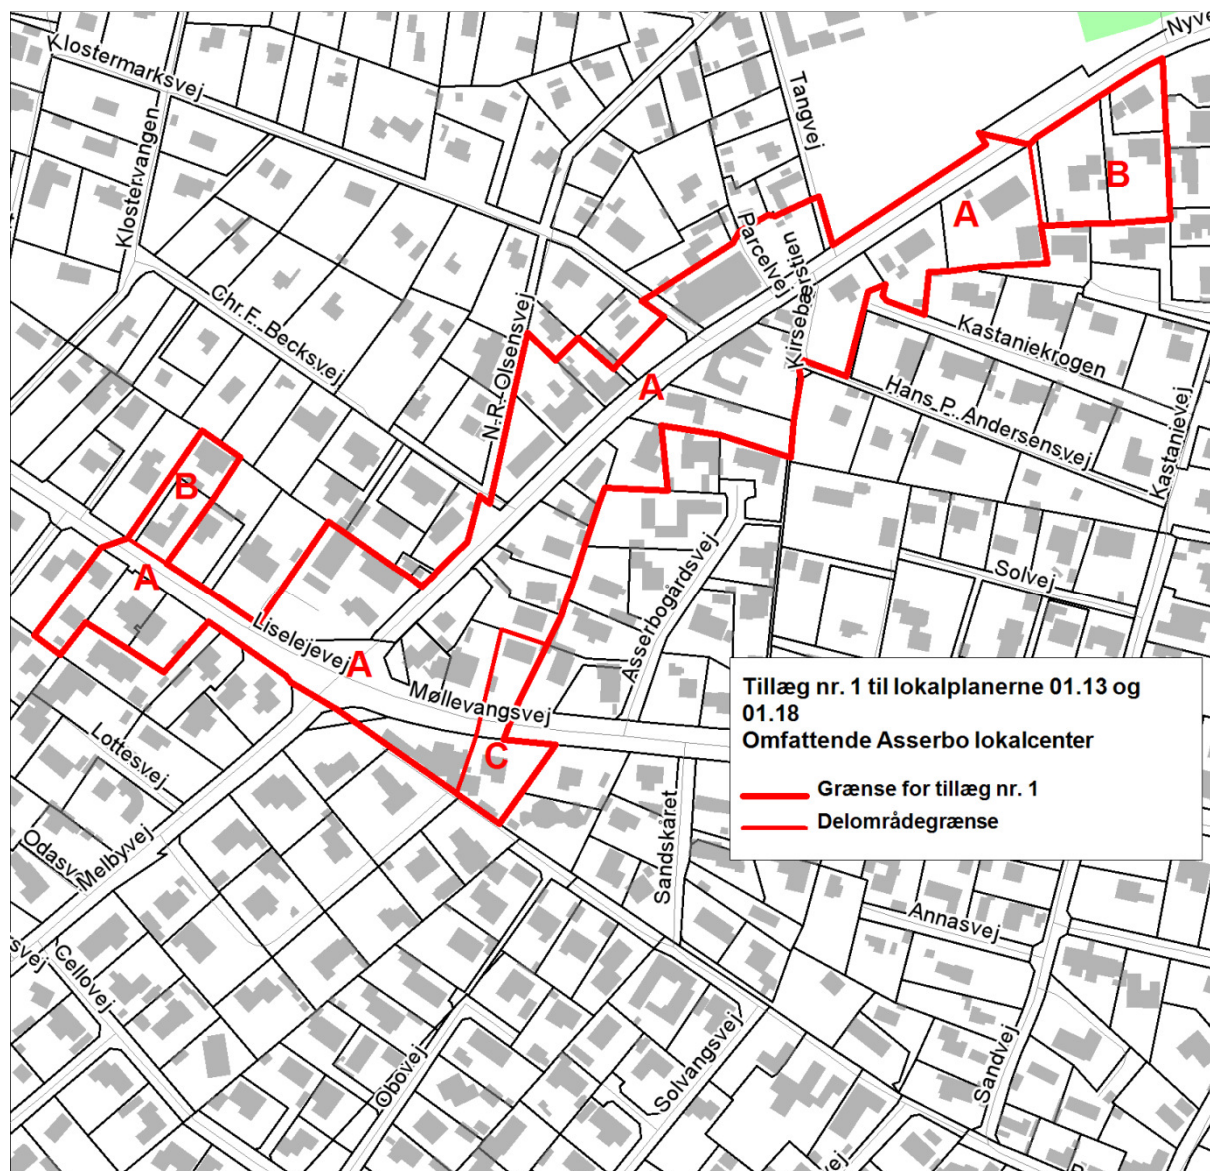 Nyve
Klostermarksvej
Tangvej
Klostervangen
B
A
Parcelvej
Kirsebærstien
Chr.F. Becksvej
N.R. Olsensvej
Kastaniekrogen
A
Hans P. Andersensvej
Kastanievej
B
Asserbogårdsvej
Solvej
A
Liselejevej
A
Møllevangsvej
Tillæg nr. 1 til lokalplanerne 01.13 og
01.18
Omfattende Asserbo lokalcenter
Grænse for tillæg nr. 1
Delområdegrænse
Lottesvej
C
Odasv
Melbyvej
Sandskåret
Annasvej
svej
Cellovej
Obovej
Solvangsvej
Sandvej